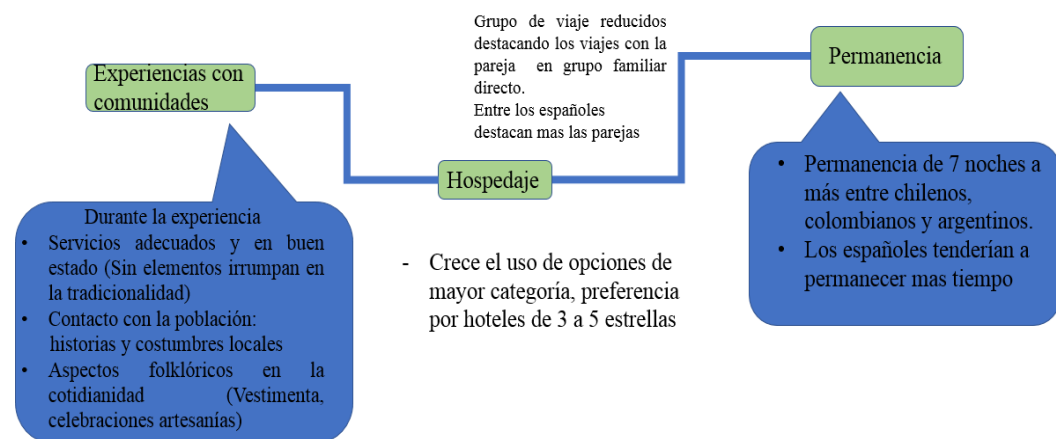 Experiencias con
comunidades
Durante la experiencia
• Servicios adecuados y en buen
estado (Sin elementos irrumpan en
la tradicionalidad)
• Contacto con la población:
historias y costumbres locales
• Aspectos folklóricos en la
cotidianidad (Vestimenta,
celebraciones artesanías)
Grupo de viaje reducidos
destacando los viajes con la
pareja en grupo familiar
directo.
Entre los españoles
destacan mas las parejas
Hospedaje
- Crece el uso de opciones de
mayor categoría, preferencia
por hoteles de 3 a 5 estrellas
Permanencia
• Permanencia de 7 noches a
más entre chilenos,
colombianos y argentinos.
• Los españoles tenderían a
permanecer mas tiempo